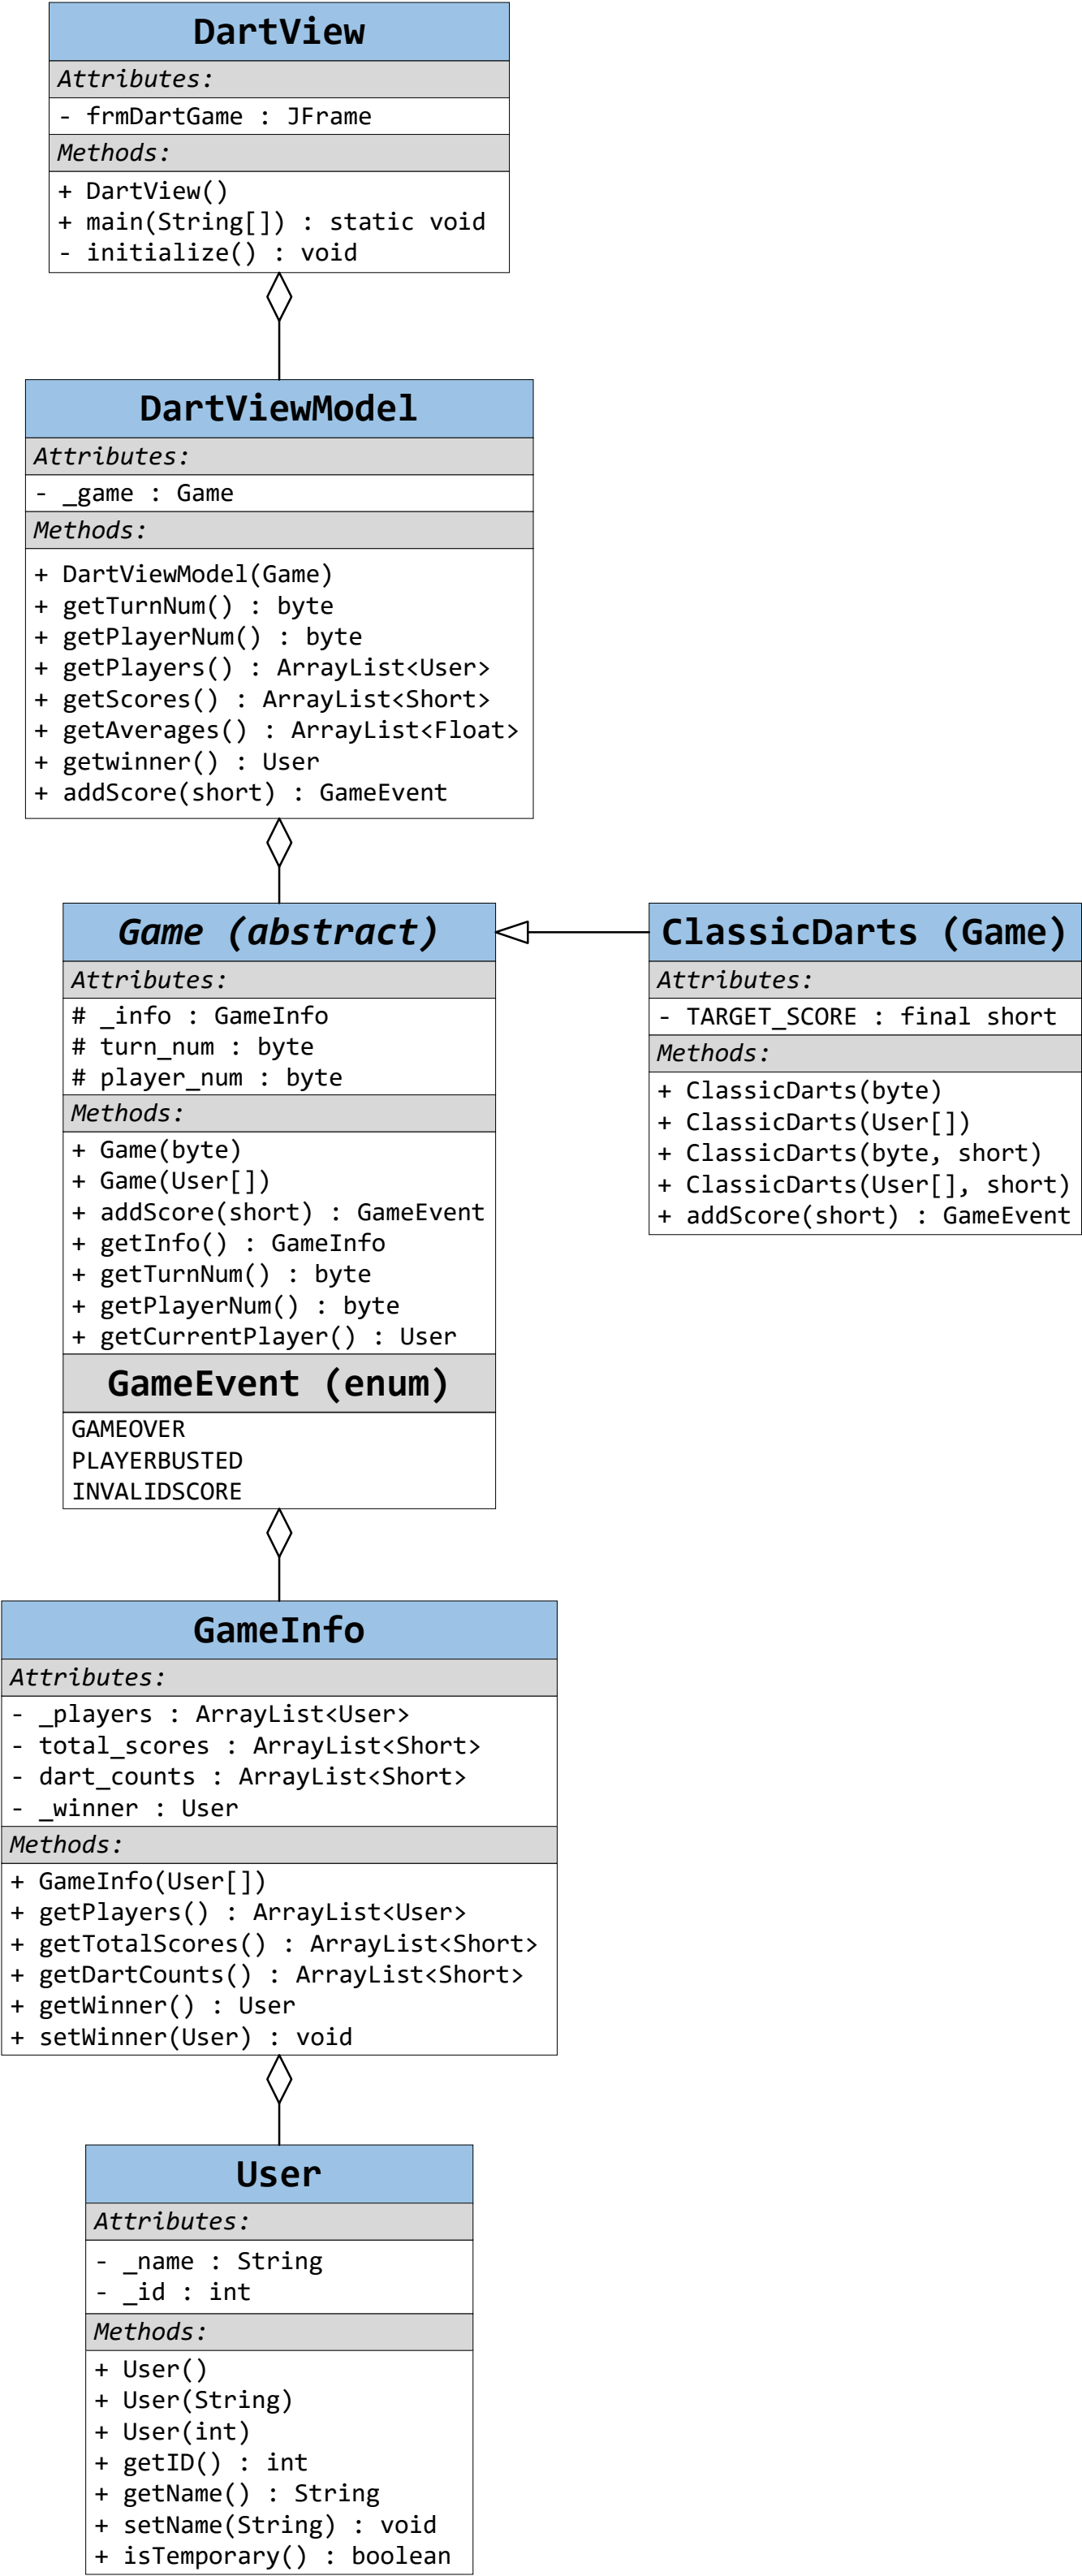 DartView
Attributes:
- frmDartGame : JFrame
Methods:
+ DartView()
+ main(String[]) : static void
- initialize() : void
DartViewModel
Attributes:
- _game : Game
Methods:
+ DartViewModel(Game)
+ getTurnNum() : byte
+ getPlayerNum() : byte
+ getPlayers() : ArrayList<User>
+ getScores() : ArrayList<Short>
+ getAverages() : ArrayList<Float>
+ getwinner() : User
+ addScore(short) : GameEvent
Game (abstract)
Attributes:
# _info : GameInfo
# turn_num : byte
# player_num : byte
Methods:
+ Game(byte)
+ Game(User[])
+ addScore(short) : GameEvent
+ getInfo() : GameInfo
+ getTurnNum() : byte
+ getPlayerNum() : byte
+ getCurrentPlayer() : User
GameEvent (enum)
GAMEOVER
PLAYERBUSTED
INVALIDSCORE
ClassicDarts (Game)
Attributes:
- TARGET_SCORE : final short
Methods:
+ ClassicDarts(byte)
+ ClassicDarts(User[])
+ ClassicDarts(byte, short)
+ ClassicDarts(User[], short)
+ addScore(short) : GameEvent
GameInfo
Attributes:
- _players : ArrayList<User>
- total_scores : ArrayList<Short>
- dart_counts : ArrayList<Short>
- _winner : User
Methods:
+ GameInfo(User[])
+ getPlayers() : ArrayList<User>
+ getTotalScores() : ArrayList<Short>
+ getDartCounts() : ArrayList<Short>
+ getWinner() : User
+ setWinner(User) : void
User
Attributes:
- _name : String
- _id : int
Methods:
+ User()
+ User(String)
+ User(int)
+ getID() : int
+ getName() : String
+ setName(String) : void
+ isTemporary() : boolean